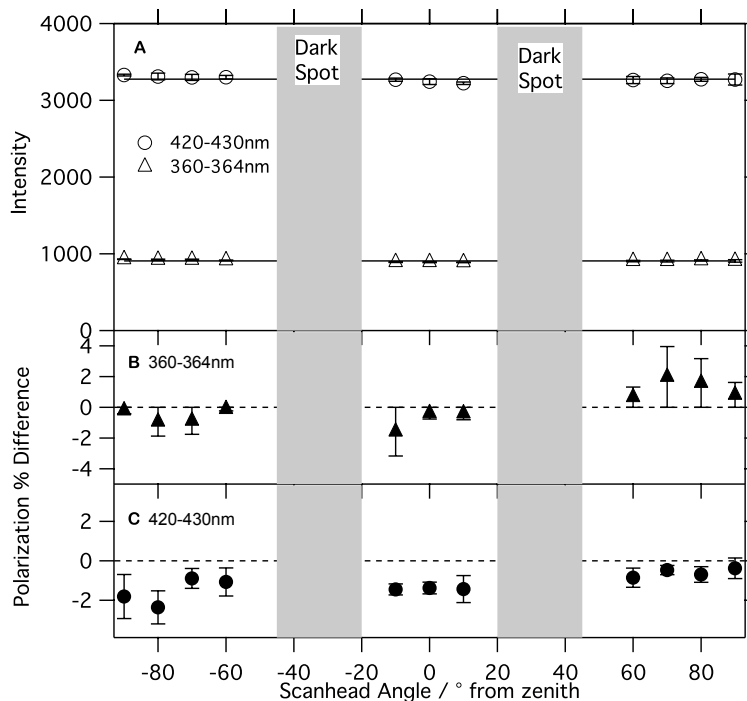 4000
3000
2000
1000
0
Intensity
A
Dark
Spot
Dark
Spot
420-430nm
360-364nm
4
2
0
-2
-4
B 360-364nm
Polarization % Difference
2
0
-2
C 420-430nm
-80 -60 -40 -20 0 20 40 60 80
Scanhead Angle / ° from zenith